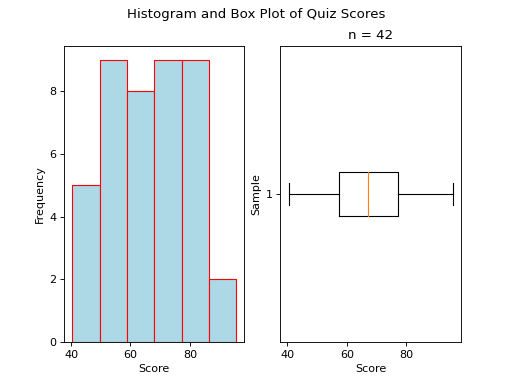 Histogram and Box Plot of Quiz Scores
n = 42
Frequency
8
6
4
2
0
40 60 80
Score
Sample
1
40 60 80
Score